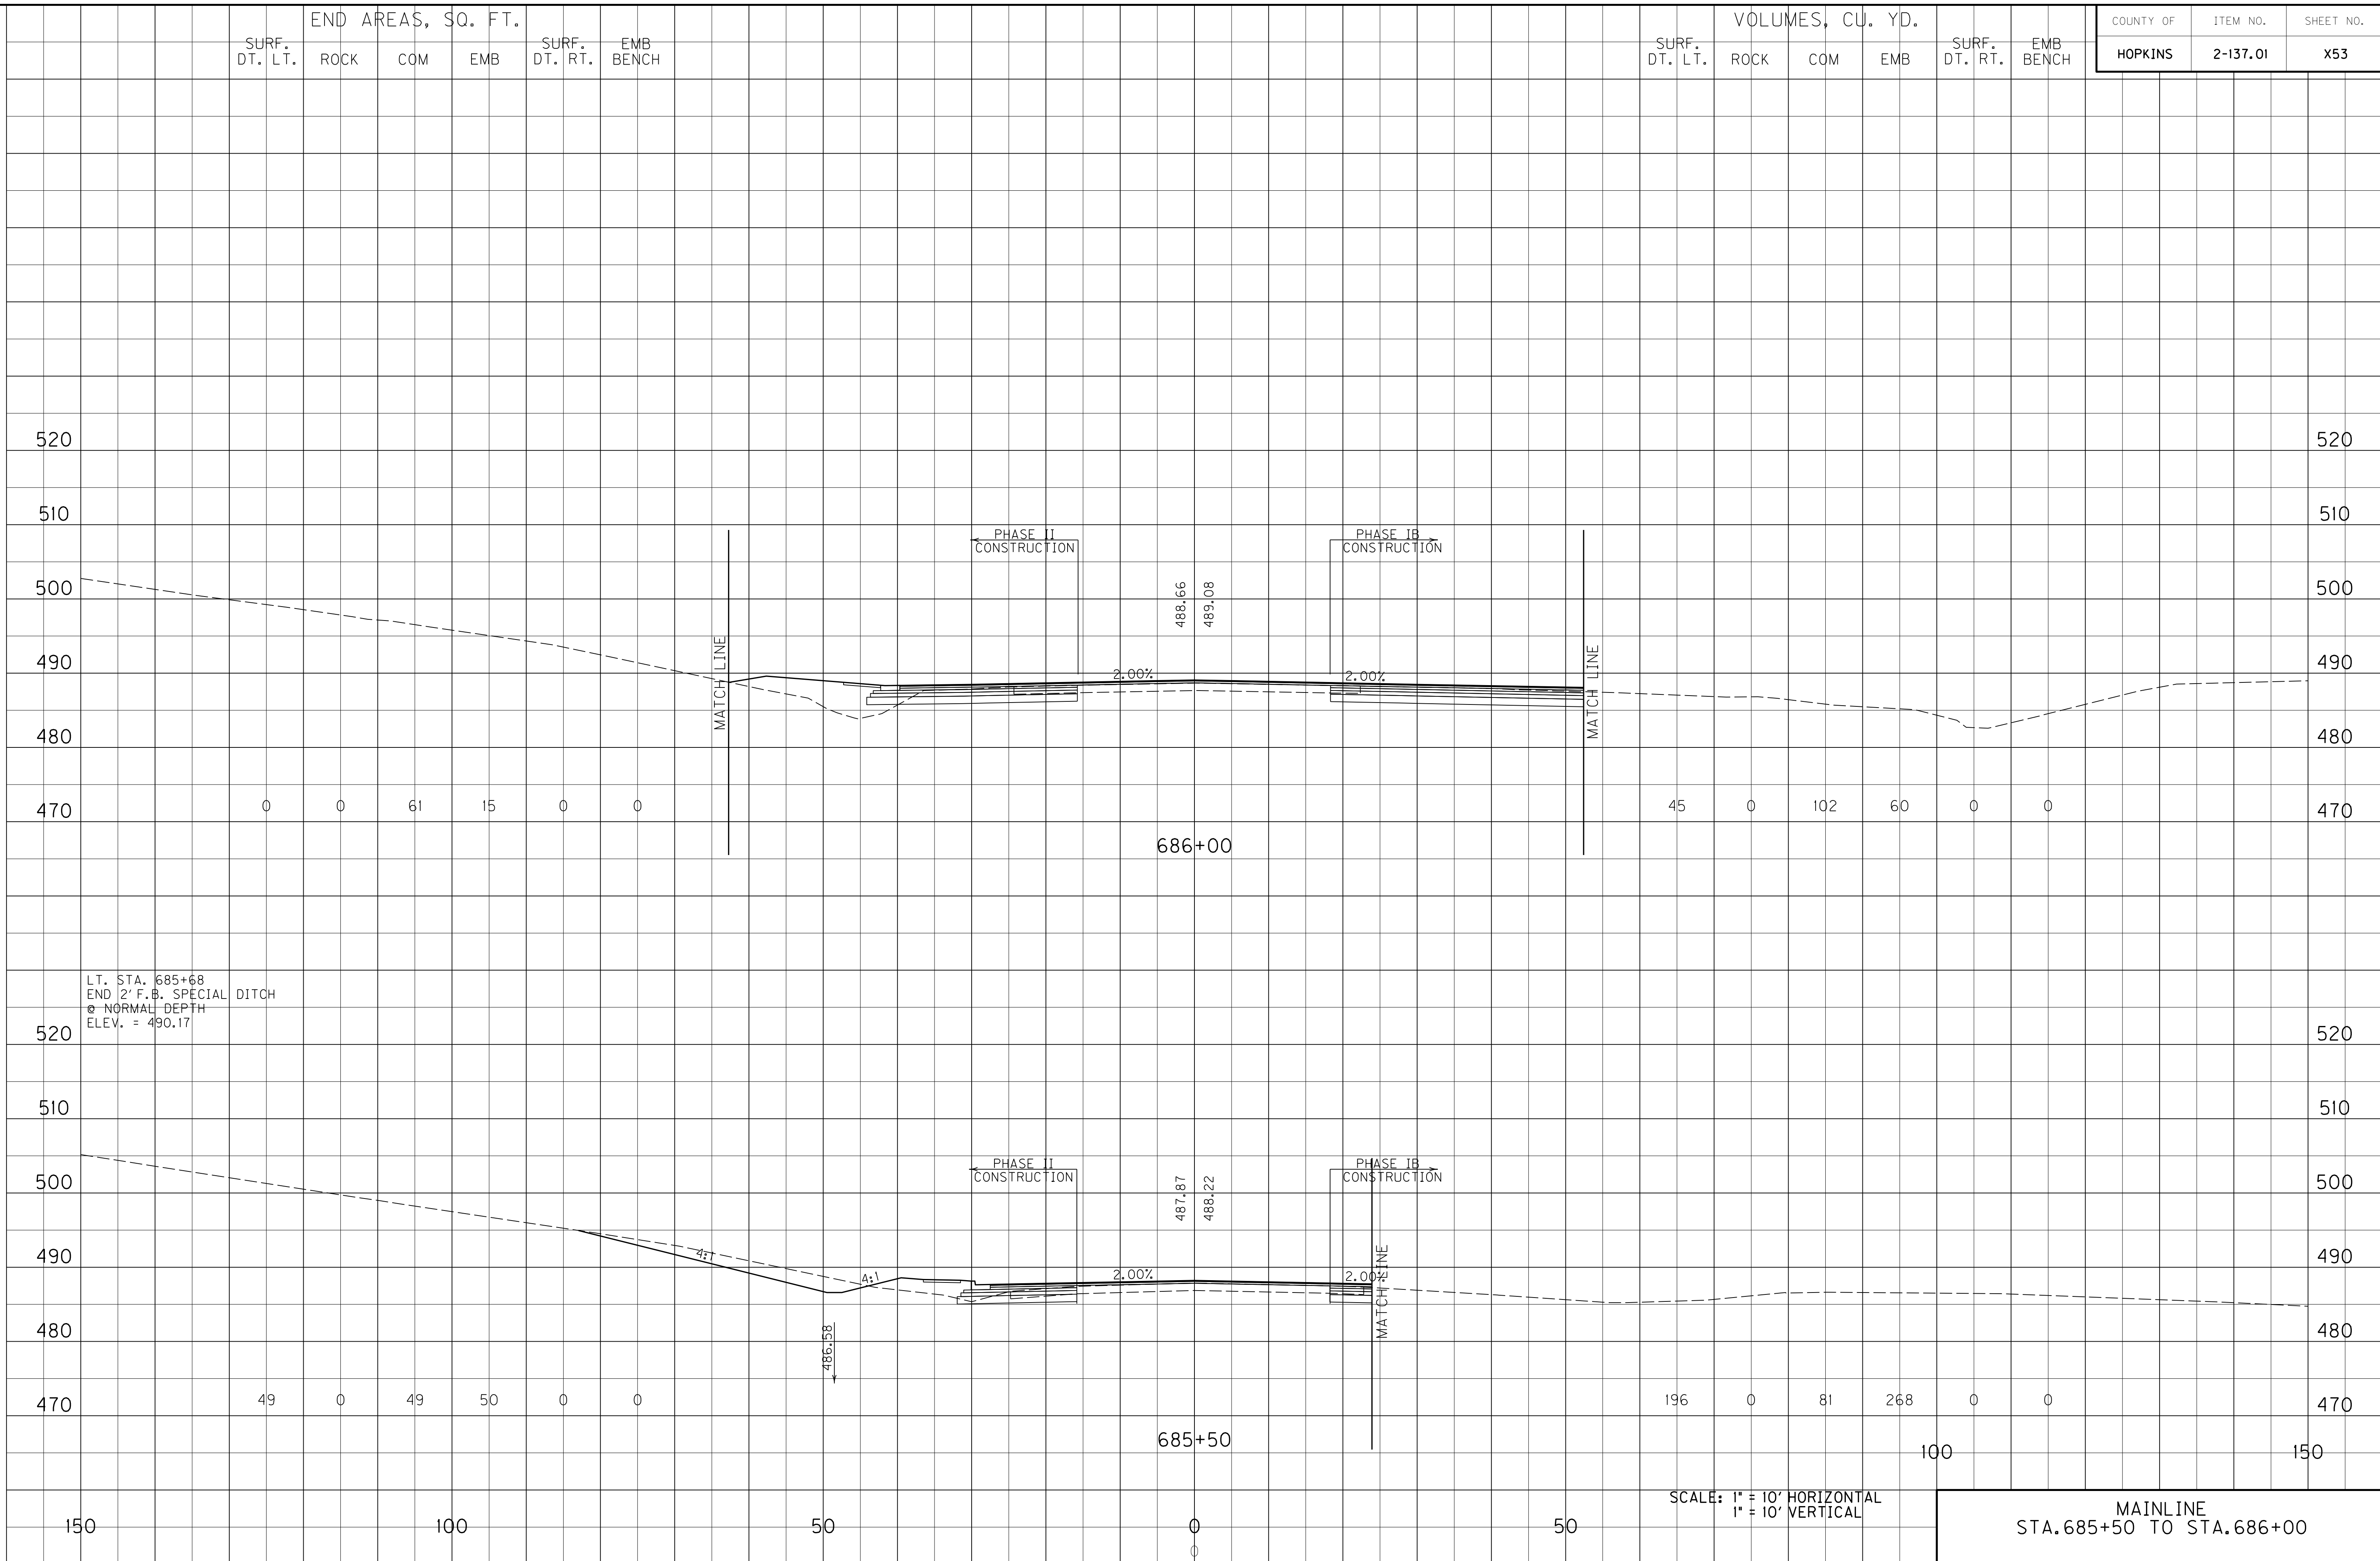 END AREAS, SQ. FT.
SURF. DT. LT. ROCK COM EMB SURF. DT. RT. EMB BENCH
VOLUMES, CU. YD.
SURF. DT. LT. ROCK COM EMB SURF. DT. RT. EMB BENCH
COUNTY OF ITEM NO. SHEET NO.
HOPKINS 2-137.01 X53
520 520
510 510
PHASE II CONSTRUCTION
PHASE IB CONSTRUCTION
500 500
488.66
489.08
490 490
MATCH LINE
2.00%
2.00%
MATCH LINE
480 480
0 0 61 15 0 0
45 0 102 60 0 0
470 470
686+00
LT. STA. 685+68
END 2' F.B. SPECIAL DITCH
@ NORMAL DEPTH
ELEV. = 490.17
520 520
510 510
PHASE II CONSTRUCTION
PHASE IB CONSTRUCTION
500 500
487.87
488.22
490 490
4:1
4:1
2.00%
2.00%
MATCH LINE
480 480
486.58
49 0 49 50 0 0
196 0 81 268 0 0
470 470
685+50
100 150
SCALE: 1" = 10' HORIZONTAL
1" = 10' VERTICAL
150 100 50 0 50
0
MAINLINE
STA.685+50 TO STA.686+00